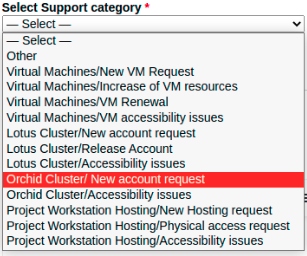 Select Support category *
— Select —
— Select —
Other
Virtual Machines/New VM Request
Virtual Machines/Increase of VM resources
Virtual Machines/VM Renewal
Virtual Machines/VM accessibility issues
Lotus Cluster/New account request
Lotus Cluster/Release Account
Lotus Cluster/Accessibility issues
Orchid Cluster/ New account request
Orchid Cluster/Accessibility issues
Project Workstation Hosting/New Hosting request
Project Workstation Hosting/Physical access request
Project Workstation Hosting/Accessibility issues